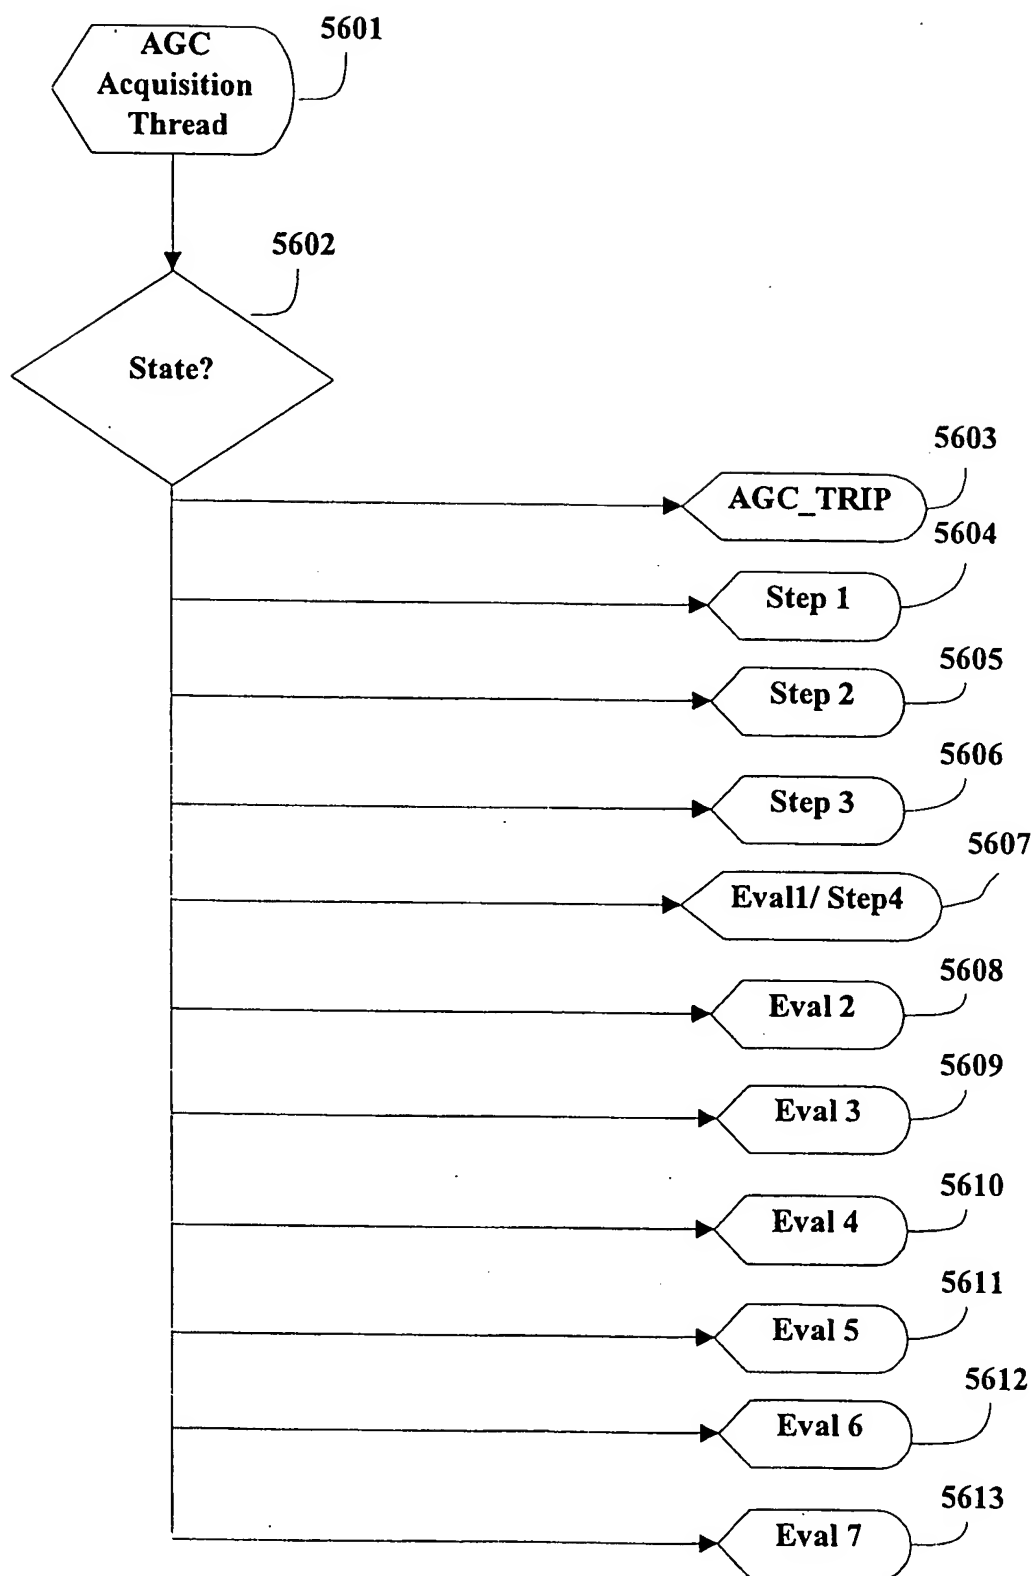 AGC
Acquisition
Thread
5601
5602
State?
5603
AGC_TRIP
5604
Step 1
5605
Step 2
5606
Step 3
5607
Eval1/ Step4
5608
Eval 2
5609
Eval 3
5610
Eval 4
5611
Eval 5
5612
Eval 6
5613
Eval 7